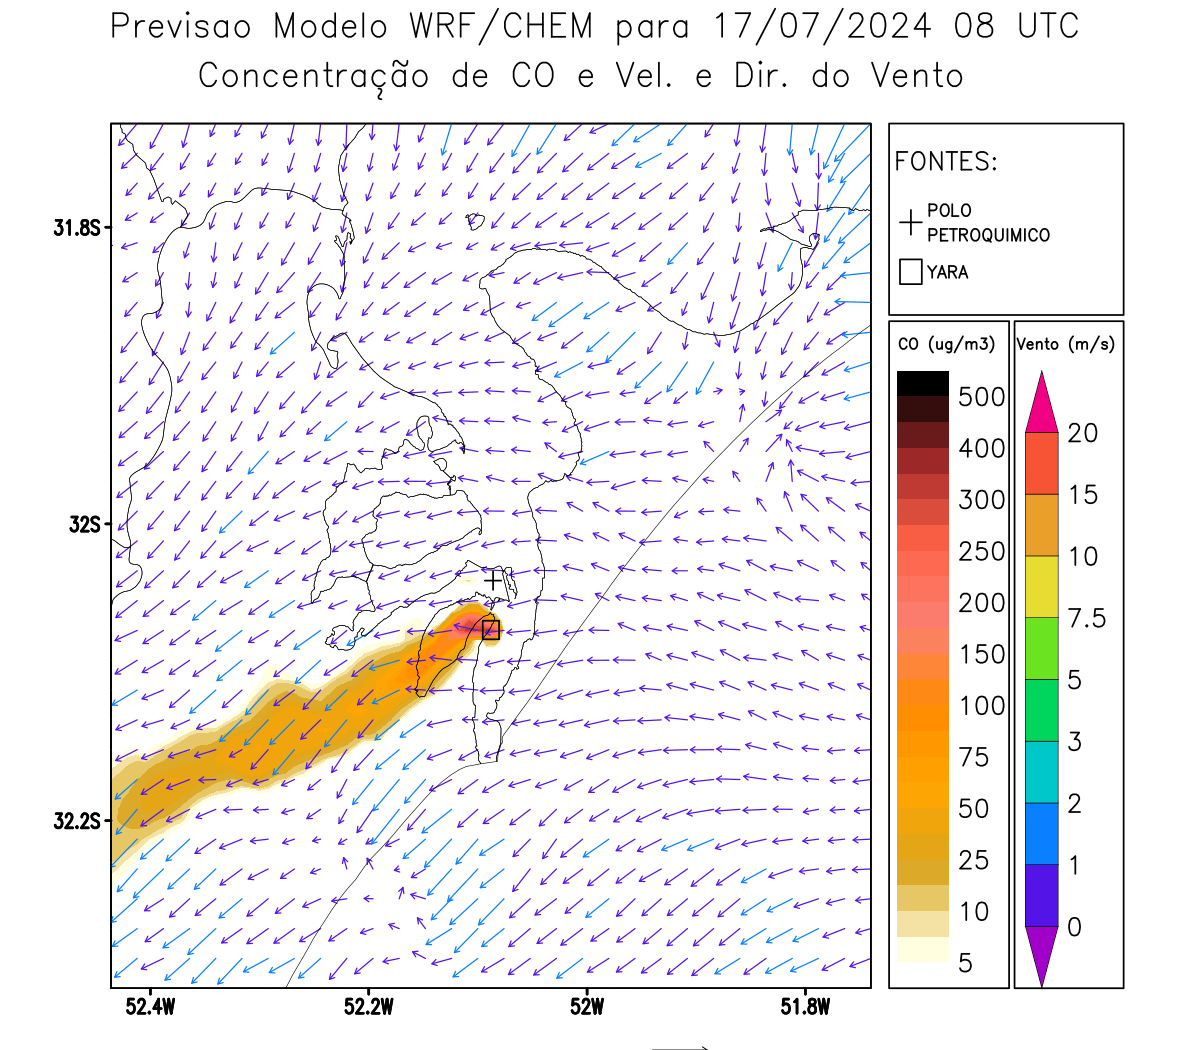 Previsao Modelo WRF/CHEM para 17/07/2024 08 UTC
Concentração de CO e Vel. e Dir. do Vento
FONTES:
POLO
PETROQUIMICO
YARA
CO (ug/m3)
500
400
300
250
200
150
100
75
50
25
10
5
Vento (m/s)
20
15
10
7.5
5
3
2
1
0
31.8S
32S
32.2S
52.4W
52.2W
52W
51.8W